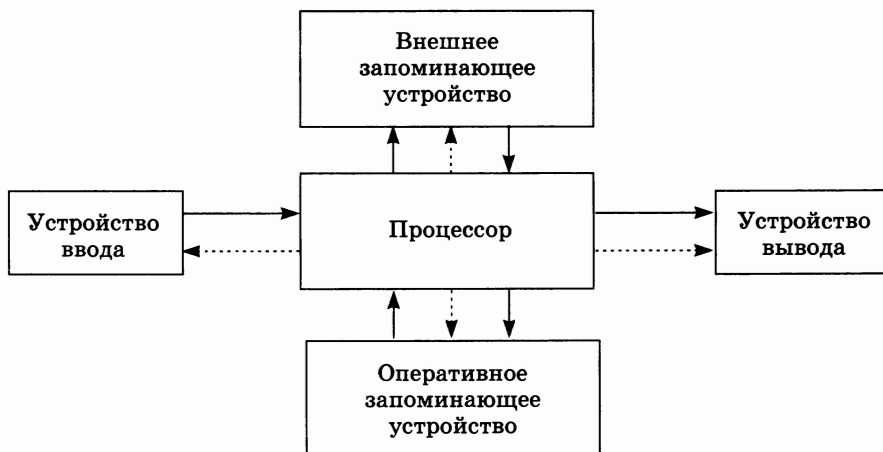 Внешнее
запоминающее
устройство
Устройство
ввода
Процессор
Устройство
вывода
Оперативное
запоминающее
устройство